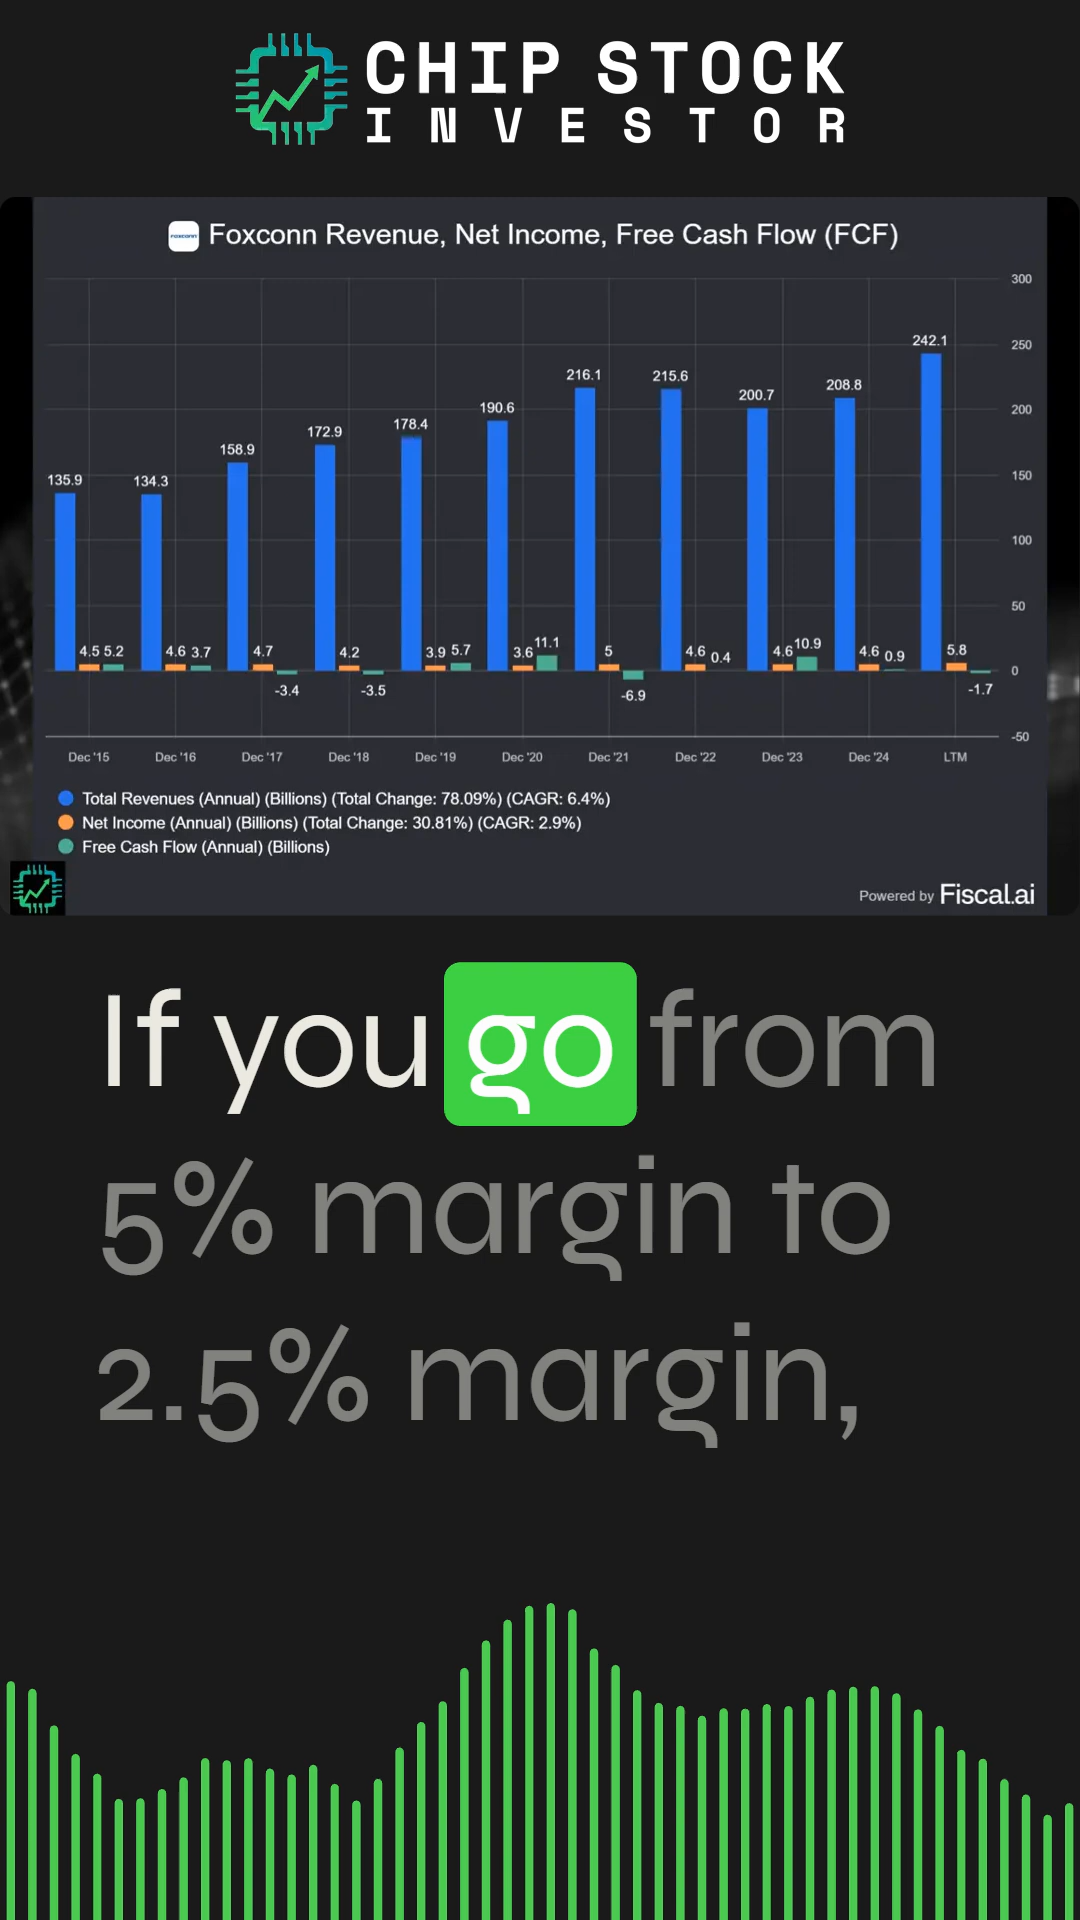 CHIP STOCK
INVESTOR
FOXCONN
Foxconn Revenue, Net Income, Free Cash Flow (FCF)
300
250
200
150
100
50
0
-50
135.9
4.5
5.2
134.3
4.6
3.7
158.9
4.7
-3.4
172.9
4.2
-3.5
178.4
3.9
5.7
190.6
3.6
11.1
216.1
5
-6.9
215.6
4.6
0.4
200.7
4.6
10.9
208.8
4.6
0.9
242.1
5.8
-1.7
Dec '15
Dec '16
Dec '17
Dec '18
Dec '19
Dec '20
Dec '21
Dec '22
Dec '23
Dec '24
LTM
Total Revenues (Annual) (Billions) (Total Change: 78.09%) (CAGR: 6.4%)
Net Income (Annual) (Billions) (Total Change: 30.81%) (CAGR: 2.9%)
Free Cash Flow (Annual) (Billions)
Powered by Fiscal.ai
If you go from
5% margin to
2.5% margin,